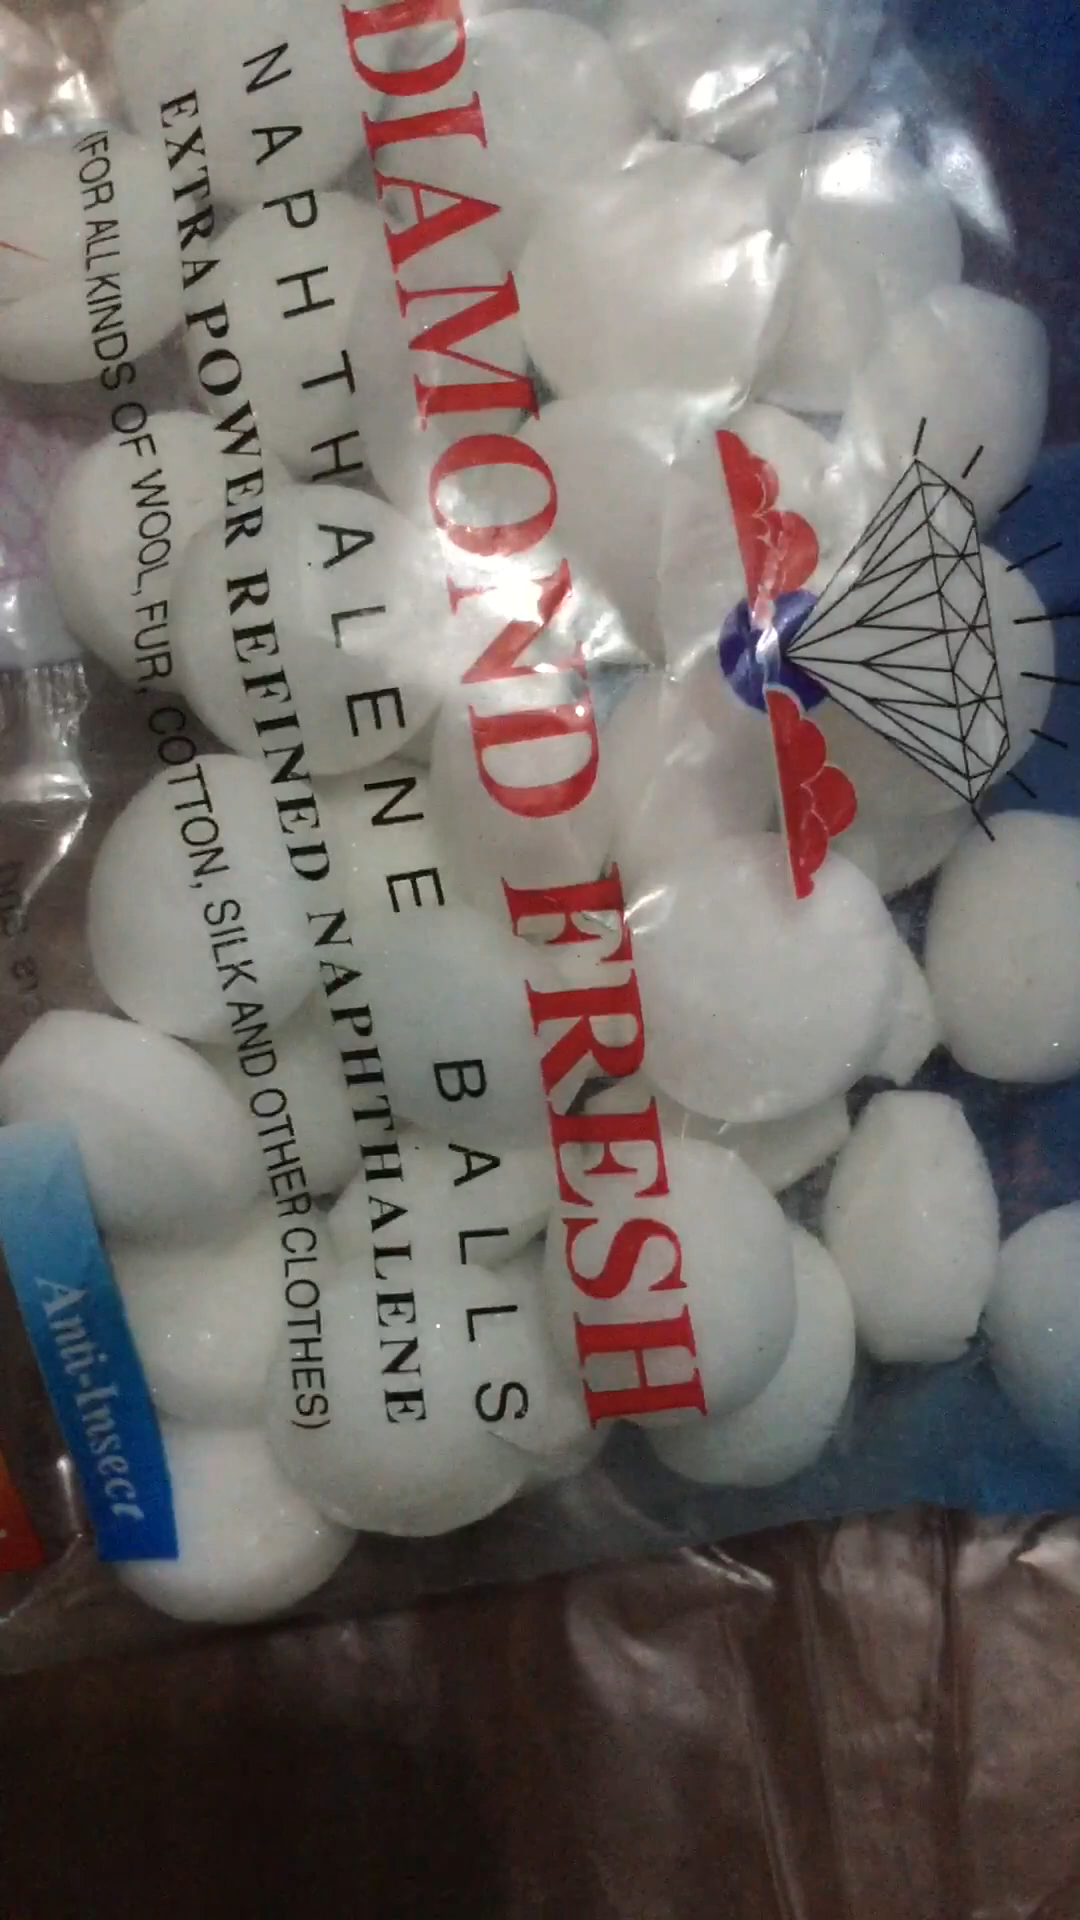 DIAMOND FRESH
NAPHTHALENE BALLS
EXTRA POWER REFINED NAPHTHALENE
(FOR ALL KINDS OF WOOL, FUR, COTTON, SILK AND OTHER CLOTHES)
Anti-Insect